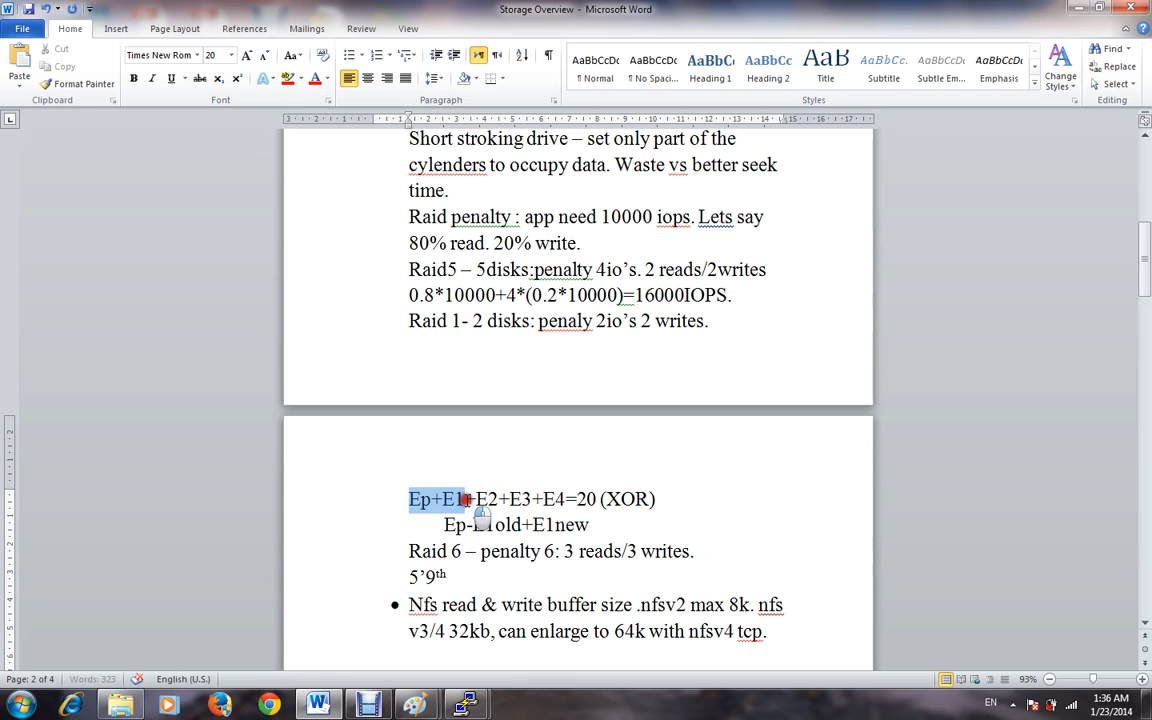 Storage Overview - Microsoft Word
File Home Insert Page Layout References Mailings Review View
Paste
Cut
Copy
Format Painter
Clipboard
Times New Rom 20
Font
Paragraph
AaBbCc AaBbCc AaBbC AaBbCc AaB AaBbCc. AaBbCcD AaBbCcD
¶ Normal ¶ No Spaci... Heading 1 Heading 2 Title Subtitle Subtle Em... Emphasis
Styles
Change Styles
Find
Replace
Select
Editing
Short stroking drive – set only part of the
cylenders to occupy data. Waste vs better seek
time.
Raid penalty : app need 10000 iops. Lets say
80% read. 20% write.
Raid5 – 5disks:penalty 4io's. 2 reads/2writes
0.8*10000+4*(0.2*10000)=16000IOPS.
Raid 1- 2 disks: penaly 2io's 2 writes.
Ep+E1+E2+E3+E4=20 (XOR)
Ep-E1old+E1new
Raid 6 – penalty 6: 3 reads/3 writes.
5'9th
• Nfs read & write buffer size .nfsv2 max 8k. nfs
v3/4 32kb, can enlarge to 64k with nfsv4 tcp.
Page: 2 of 4 Words: 323 English (U.S.) 93%
EN 1:36 AM
1/23/2014